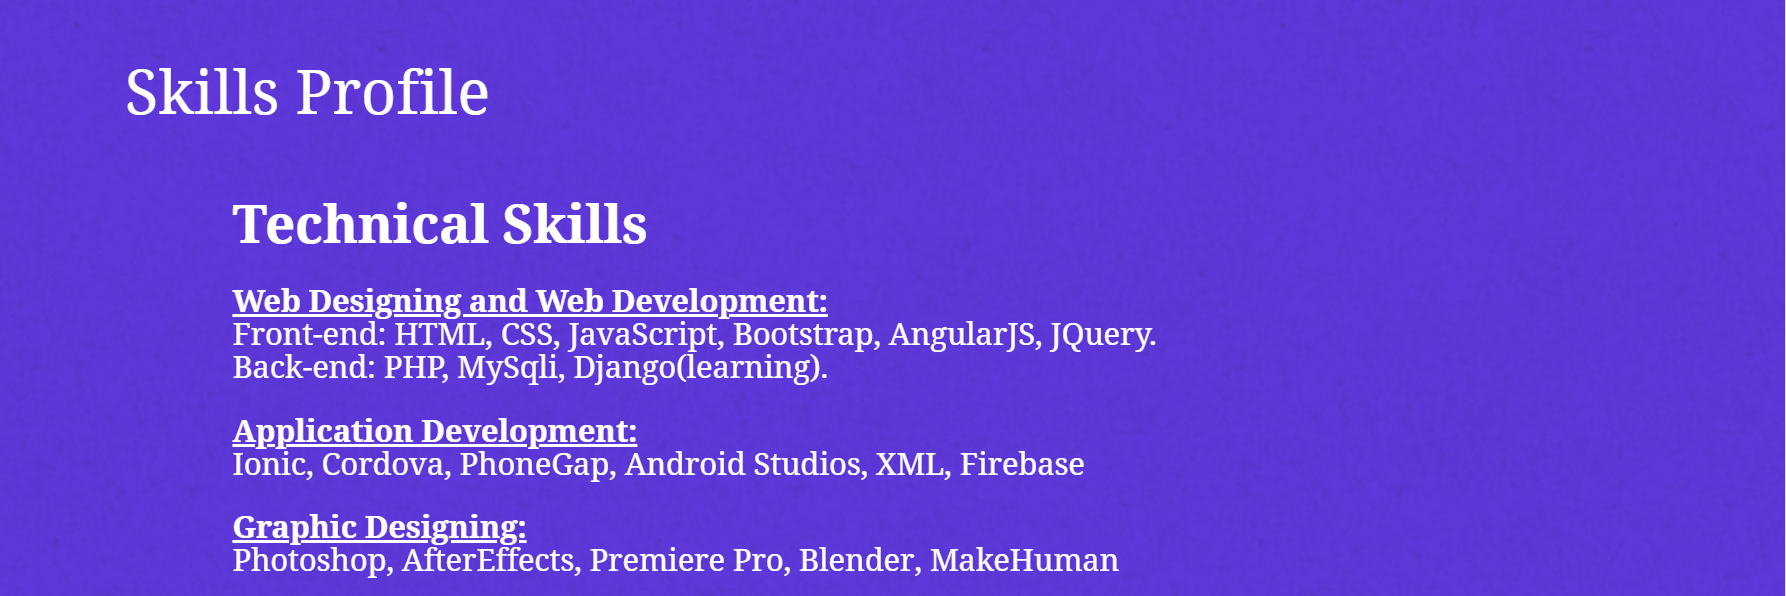 Skills Profile
Technical Skills
Web Designing and Web Development:
Front-end: HTML, CSS, JavaScript, Bootstrap, AngularJS, JQuery.
Back-end: PHP, MySqli, Django(learning).
Application Development:
Ionic, Cordova, PhoneGap, Android Studios, XML, Firebase
Graphic Designing:
Photoshop, AfterEffects, Premiere Pro, Blender, MakeHuman